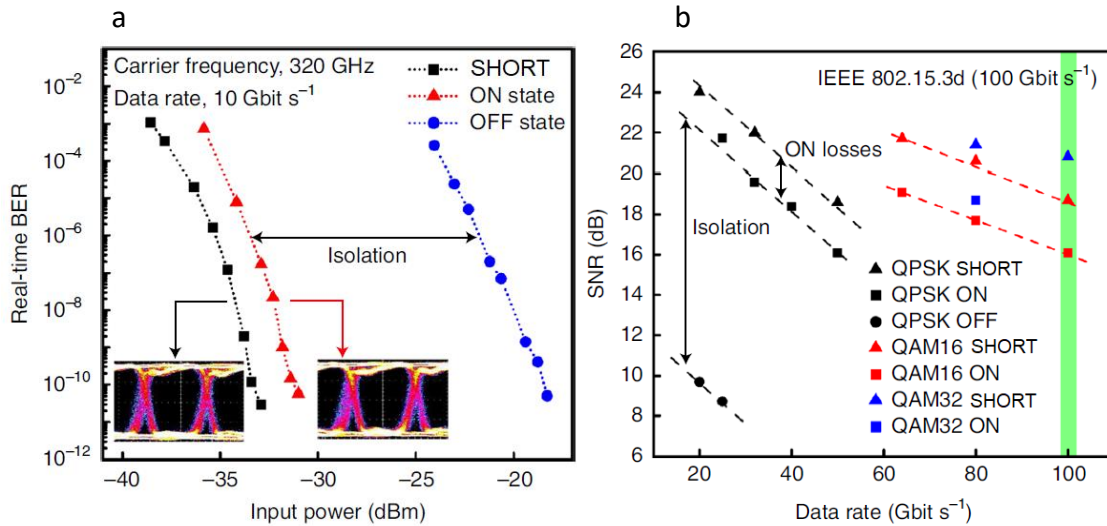 a
Carrier frequency, 320 GHz
Data rate, 10 Gbit s⁻¹
SHORT
ON state
OFF state
Isolation
Real-time BER
10⁻²
10⁻⁴
10⁻⁶
10⁻⁸
10⁻¹⁰
10⁻¹²
−40
−35
−30
−25
−20
Input power (dBm)
b
IEEE 802.15.3d (100 Gbit s⁻¹)
ON losses
Isolation
QPSK SHORT
QPSK ON
QPSK OFF
QAM16 SHORT
QAM16 ON
QAM32 SHORT
QAM32 ON
SNR (dB)
26
24
22
20
18
16
14
12
10
8
6
20
40
60
80
100
Data rate (Gbit s⁻¹)